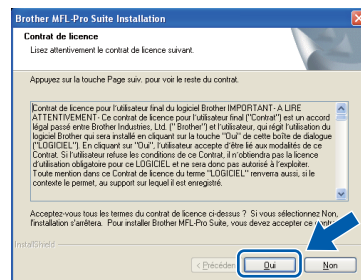 Brother MFL-Pro Suite Installation
Contrat de licence
Lisez attentivement le contrat de licence suivant.
Appuyez sur la touche Page suiv. pour voir le reste du contrat.
Contrat de licence pour l'utilisateur final du logiciel Brother IMPORTANT- A LIRE
ATTENTIVEMENT - Ce contrat de licence pour l'utilisateur final ("Contrat") est un accord
légal passé entre Brother Industries, Ltd. ("Brother") et l'utilisateur, qui régit l'utilisation du
logiciel Brother qui sera installé en cliquant sur la touche "Oui" de cette boîte de dialogue
("LOGICIEL"). En cliquant sur "Oui", l'utilisateur accepte d'être lié aux modalités de ce
Contrat. Si l'utilisateur refuse les conditions de ce Contrat, il n'obtiendra pas la licence
d'utilisation obligatoire pour ce LOGICIEL et ne sera donc pas autorisé à l'exploiter.
Toute mention dans ce Contrat de licence du terme "LOGICIEL" renverra aussi, si le
contexte le permet, au support sur lequel il est enregistré.
Acceptez-vous tous les termes du contrat de licence ci-dessus ? Si vous sélectionnez Non,
l'installation s'arrêtera. Pour installer Brother MFL-Pro Suite, vous devez accepter ce
InstallShield
< Précéden
Oui
Non